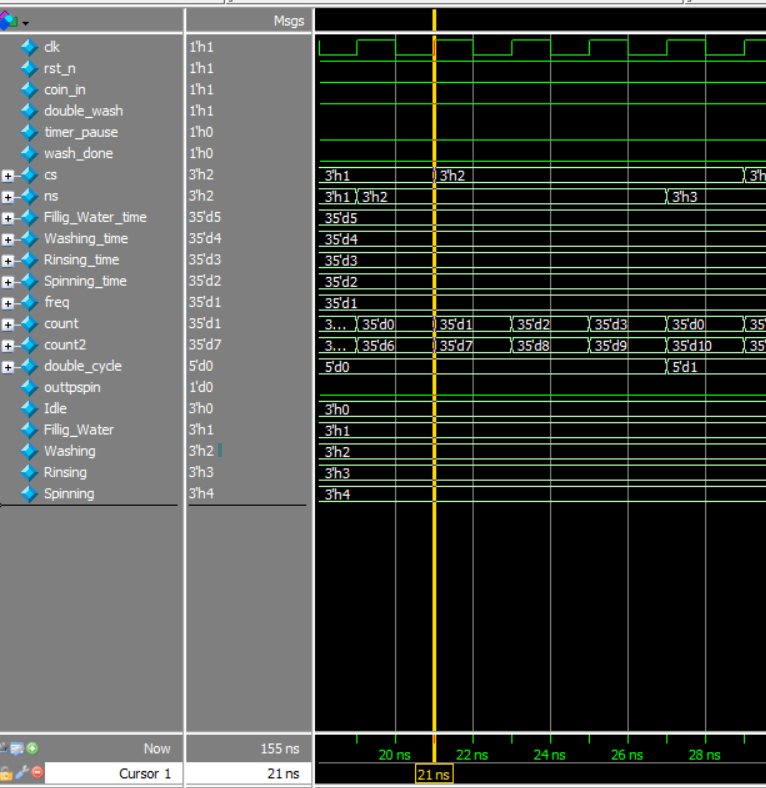 Msgs
clk 1'h1
rst_n 1'h1
coin_in 1'h1
double_wash 1'h1
timer_pause 1'h0
wash_done 1'h0
cs 3'h2 3'h1 3'h2 3'h
ns 3'h2 3'h1 3'h2 3'h3
Fillig_Water_time 35'd5 35'd5
Washing_time 35'd4 35'd4
Rinsing_time 35'd3 35'd3
Spinning_time 35'd2 35'd2
freq 35'd1 35'd1
count 35'd1 3... 35'd0 35'd1 35'd2 35'd3 35'd0 35'
count2 35'd7 3... 35'd6 35'd7 35'd8 35'd9 35'd10 35'
double_cycle 5'd0 5'd0 5'd1
outtpspin 1'd0
Idle 3'h0 3'h0
Fillig_Water 3'h1 3'h1
Washing 3'h2 3'h2
Rinsing 3'h3 3'h3
Spinning 3'h4 3'h4
Now 155 ns 20 ns 22 ns 24 ns 26 ns 28 ns
Cursor 1 21 ns 21 ns